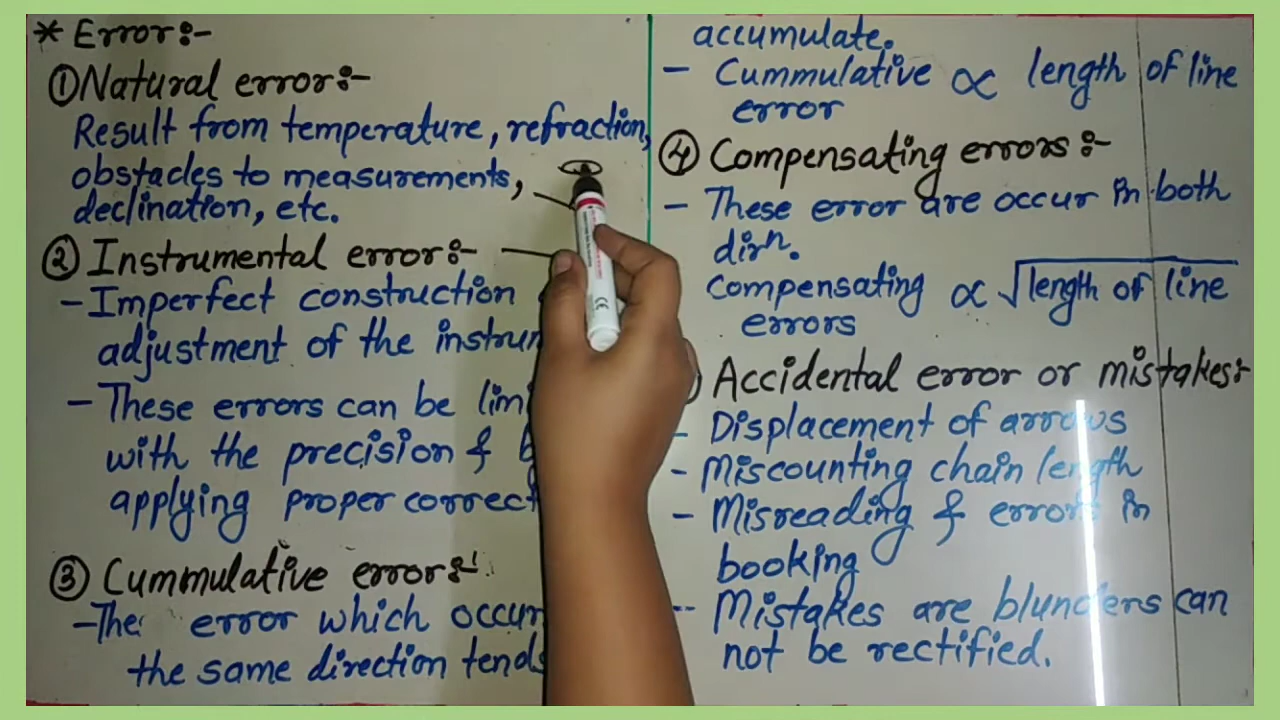 * Error:-
① Natural error:-
Result from temperature, refraction,
obstacles to measurements,
declination, etc.
② Instrumental error:-
- Imperfect construction
adjustment of the
- These errors can be
with the precision &
applying proper
③ Cummulative error:-
- The error which
the same direction
accumulate.
- Cummulative ∝ length of line
error
④ Compensating errors:-
- These error are occur in both
dirⁿ.
Compensating ∝ √length of line
errors
Accidental error or mistakes:-
- Displacement of arrows
- Miscounting chain length
- Misreading & errors in
booking
- Mistakes are blunders can
not be rectified.